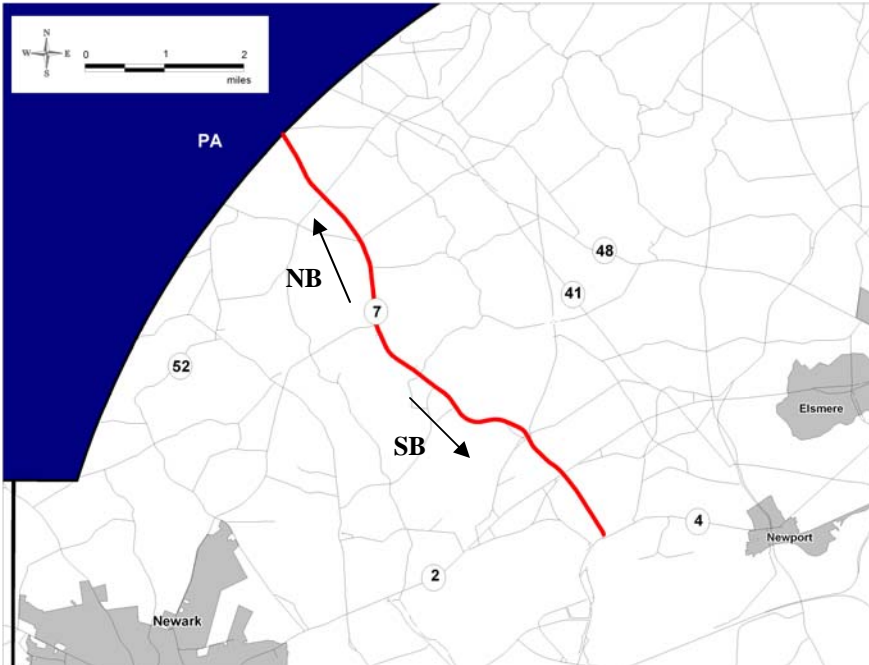 N
W E
S
0 1 2
miles
PA
48
NB
41
7
52
Elsmere
SB
4
Newport
2
Newark